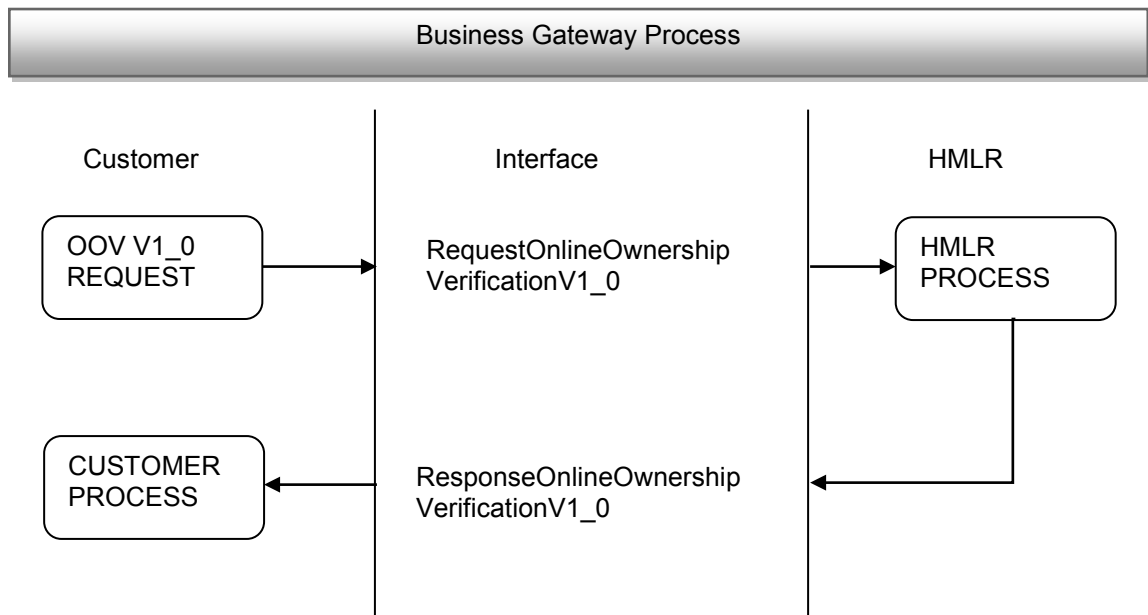 Business Gateway Process
Customer
Interface
HMLR
OOV V1_0
REQUEST
RequestOnlineOwnership
VerificationV1_0
HMLR
PROCESS
CUSTOMER
PROCESS
ResponseOnlineOwnership
VerificationV1_0